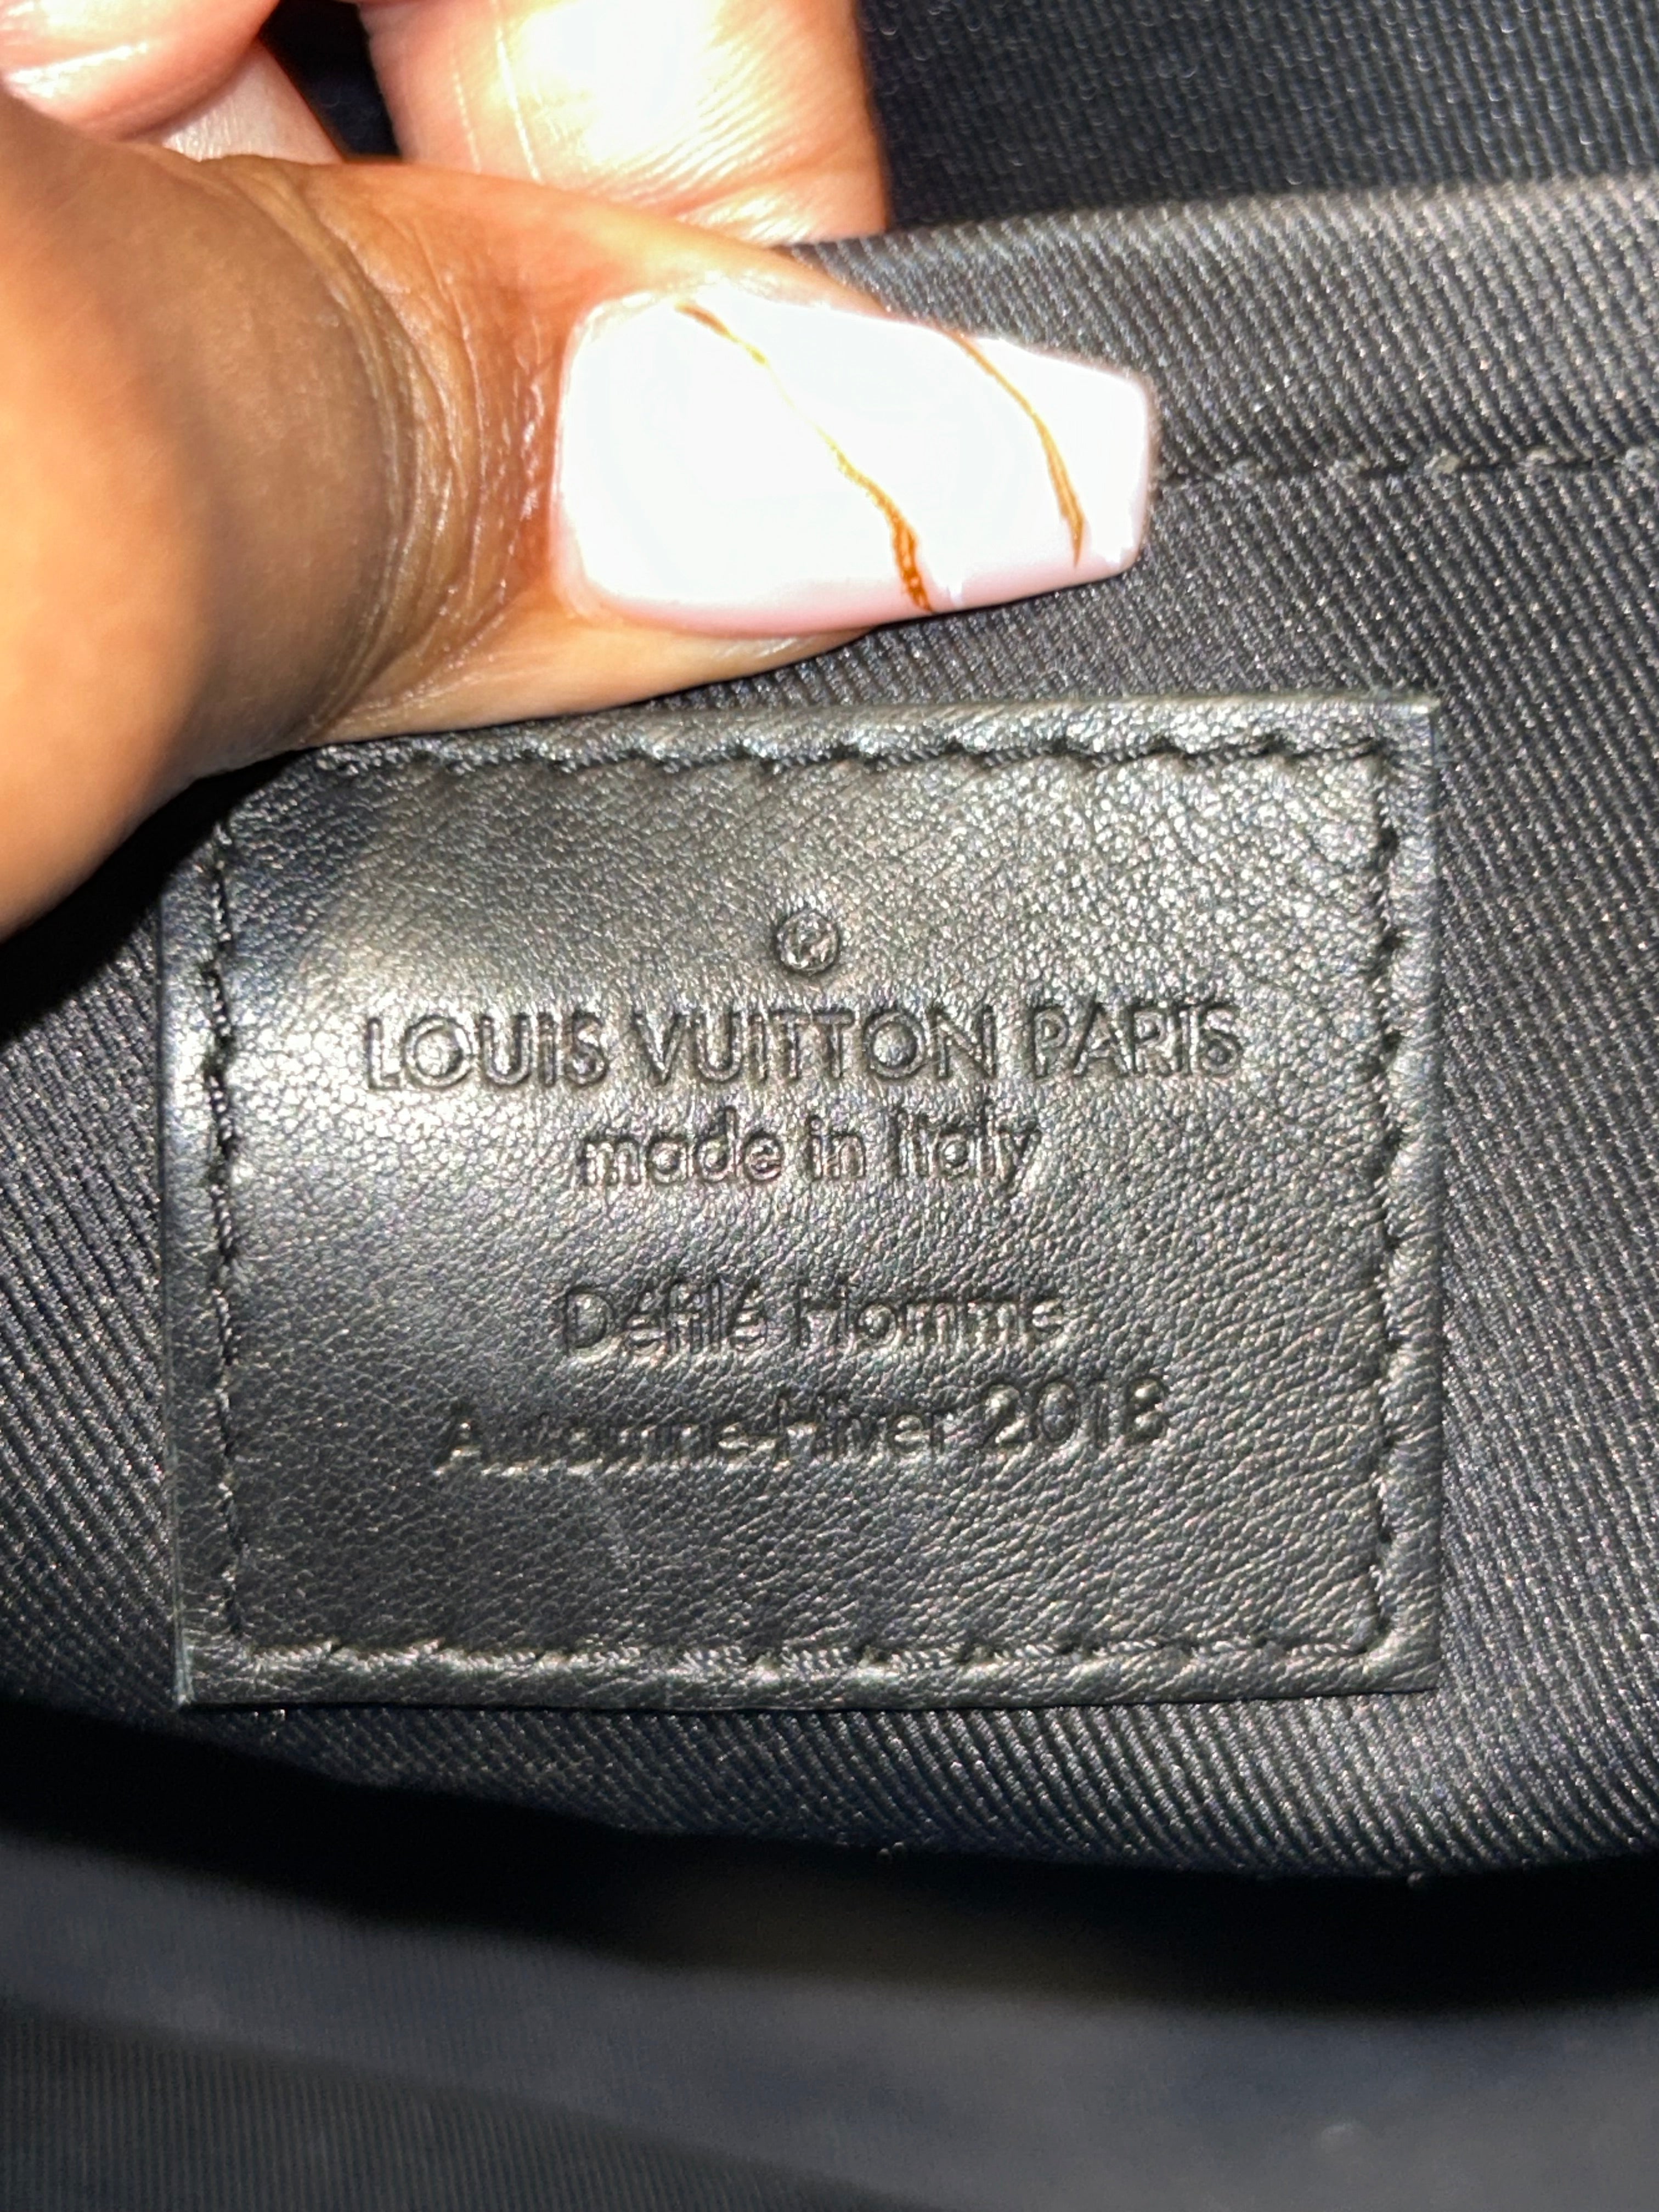 ®
LOUIS VUITTON PARIS
made in Italy
Défilé Homme
Automne-Hiver 2018